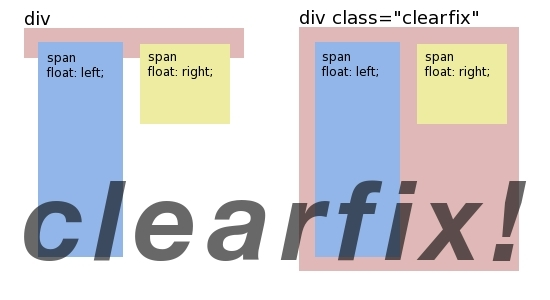 div
span
float: left;
span
float: right;
div class="clearfix"
span
float: left;
span
float: right;
clearfix!